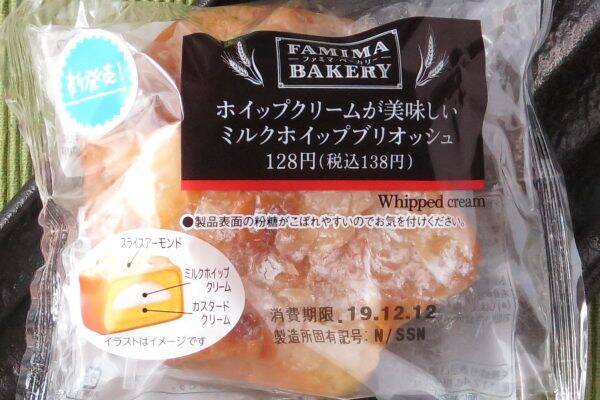 新発売!
FAMIMA
ファミマ・ベーカリー
BAKERY
ホイップクリームが美味しい
ミルクホイップブリオッシュ
128円(税込138円)
Whipped cream
●製品表面の粉糖がこぼれやすいのでお気を付けください。
スライスアーモンド
ミルクホイップ
クリーム
カスタード
クリーム
イラストはイメージです
消費期限 19.12.12
製造所固有記号: N/SSN